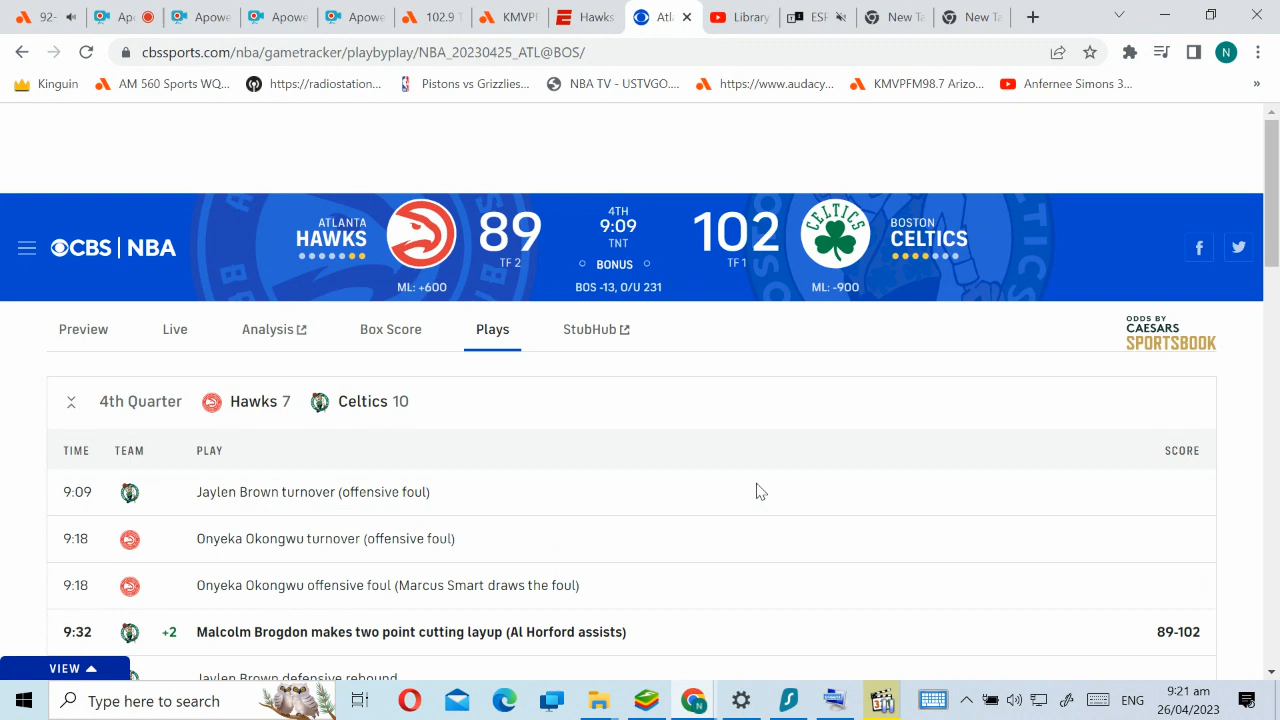 92- Ap Apowe Apowe Apowe 102.9 T KMVPI Hawks Atl Library ESP New Ta New Ta
cbssports.com/nba/gametracker/playbyplay/NBA_20230425_ATL@BOS/
N
Kinguin AM 560 Sports WQ... https://radiostation... Pistons vs Grizzlies... NBA TV - USTVGO.... https://www.audacy... KMVPFM98.7 Arizo... Anfernee Simons 3... »
CBS | NBA
ATLANTA
HAWKS
89
TF 2
ML: +600
4TH
9:09
TNT
BONUS
BOS -13, O/U 231
102
TF 1
CELTICS
ML: -900
BOSTON
CELTICS
Preview Live Analysis Box Score Plays StubHub
ODDS BY
CAESARS
SPORTSBOOK
4th Quarter Hawks 7 Celtics 10
TIME TEAM PLAY SCORE
9:09 Jaylen Brown turnover (offensive foul)
9:18 Onyeka Okongwu turnover (offensive foul)
9:18 Onyeka Okongwu offensive foul (Marcus Smart draws the foul)
9:32 +2 Malcolm Brogdon makes two point cutting layup (Al Horford assists) 89-102
Jaylen Brown defensive rebound
VIEW
Type here to search
ENG
9:21 am
26/04/2023